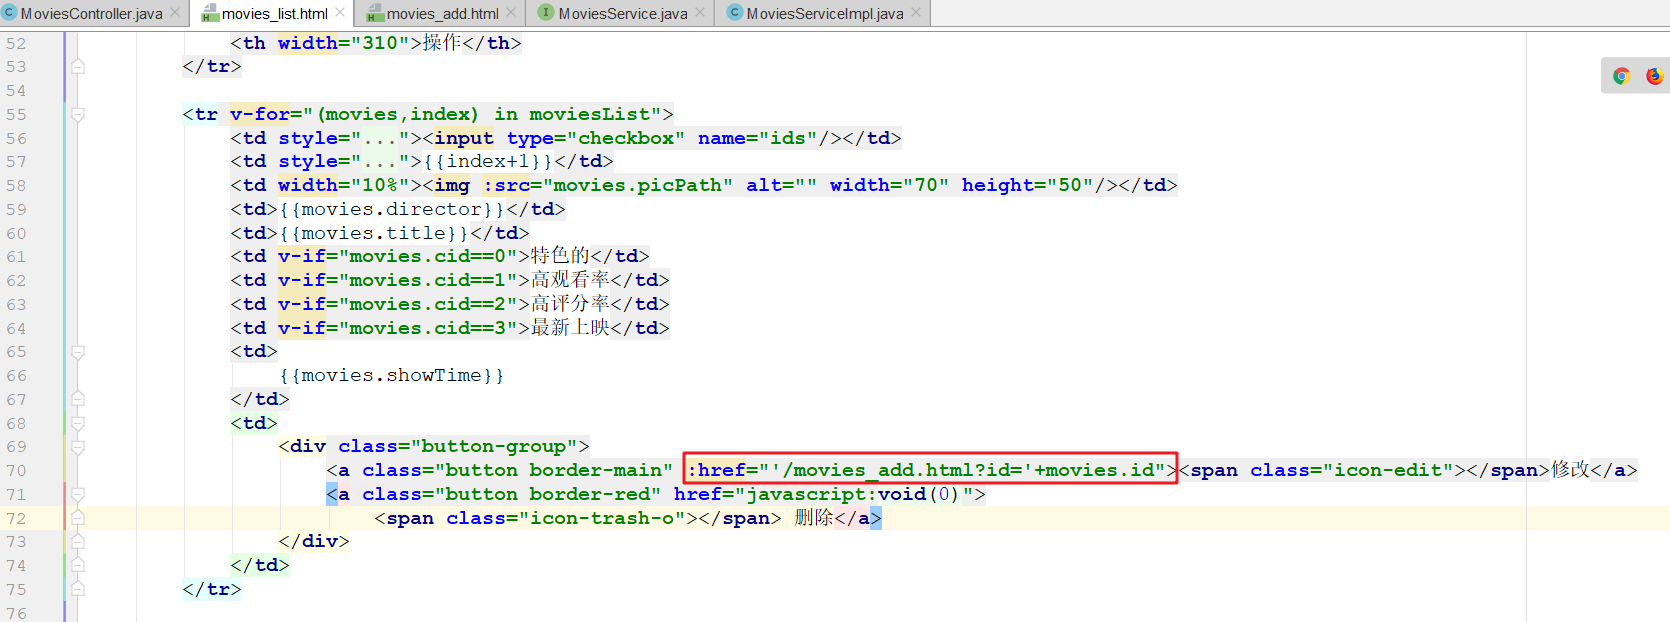 MoviesController.java movies_list.html movies_add.html MoviesService.java MoviesServiceImpl.java
52 <th width="310">操作</th>
53 </tr>
54
55 <tr v-for="(movies,index) in moviesList">
56 <td style="..."><input type="checkbox" name="ids"/></td>
57 <td style="...">{{index+1}}</td>
58 <td width="10%"><img :src="movies.picPath" alt="" width="70" height="50"/></td>
59 <td>{{movies.director}}</td>
60 <td>{{movies.title}}</td>
61 <td v-if="movies.cid==0">特色的</td>
62 <td v-if="movies.cid==1">高观看率</td>
63 <td v-if="movies.cid==2">高评分率</td>
64 <td v-if="movies.cid==3">最新上映</td>
65 <td>
66 {{movies.showTime}}
67 </td>
68 <td>
69 <div class="button-group">
70 <a class="button border-main" :href="'/movies_add.html?id='+movies.id"><span class="icon-edit"></span>修改</a>
71 <a class="button border-red" href="javascript:void(0)">
72 <span class="icon-trash-o"></span> 删除</a>
73 </div>
74 </td>
75 </tr>
76